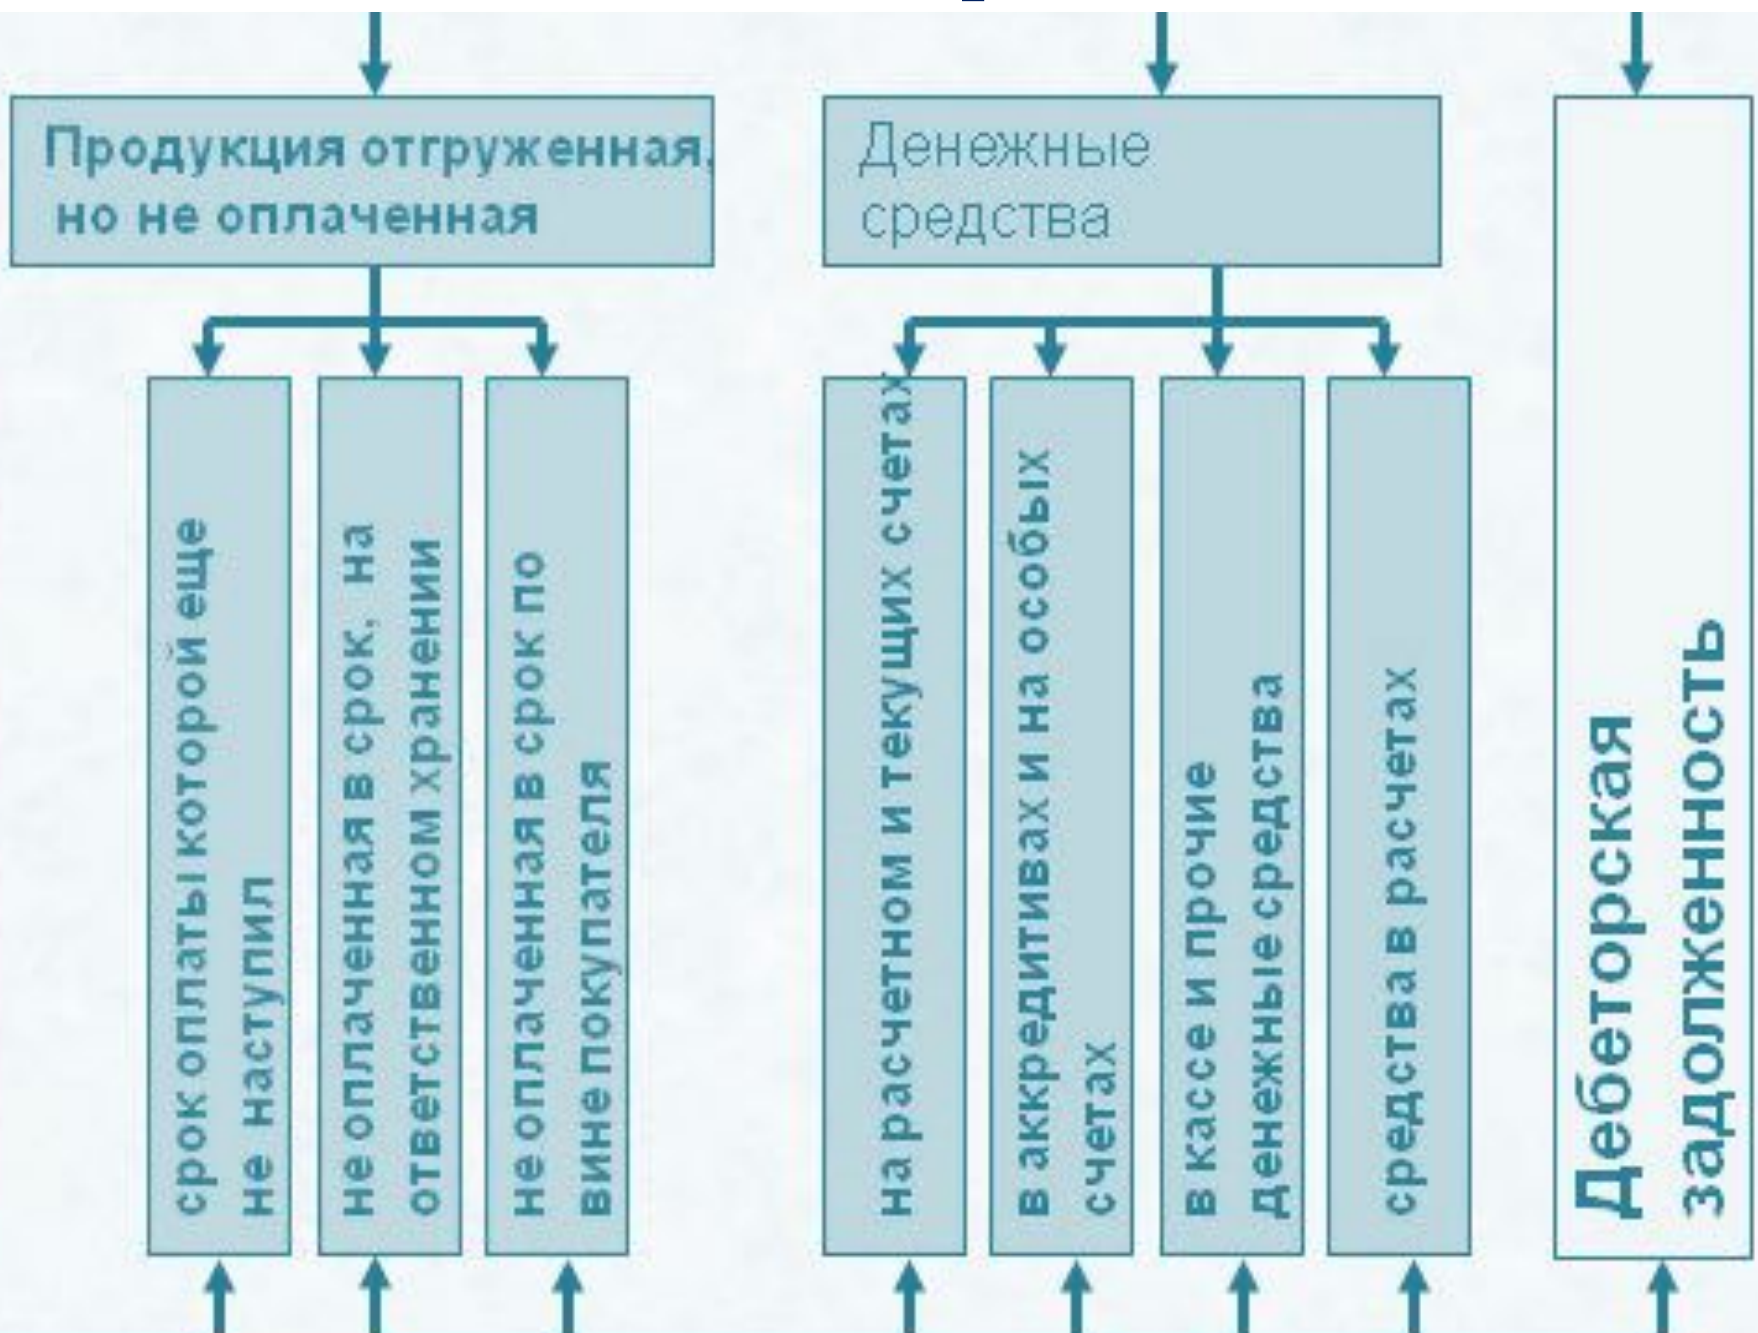 Продукция отгруженная,
но не оплаченная
срок оплаты которой еще
не наступил
не оплаченная в срок, на
ответственном хранении
не оплаченная в срок по
вине покупателя
Денежные
средства
на расчетном и текущих счетах
в аккредитивах и на особых
счетах
в кассе и прочие
денежные средства
средства в расчетах
Дебеторская
задолженность